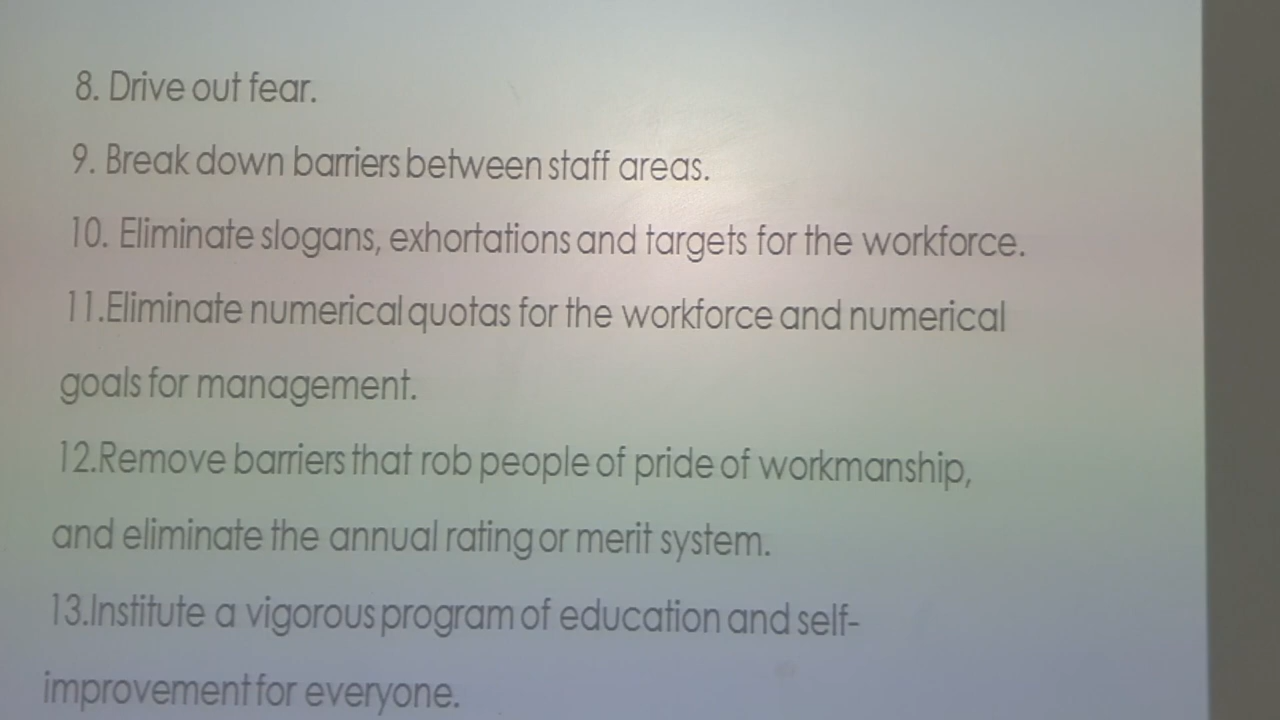 8. Drive out fear.
9. Break down barriers between staff areas.
10. Eliminate slogans, exhortations and targets for the workforce.
11.Eliminate numerical quotas for the workforce and numerical
goals for management.
12.Remove barriers that rob people of pride of workmanship,
and eliminate the annual rating or merit system.
13.Institute a vigorous program of education and self-
improvement for everyone.